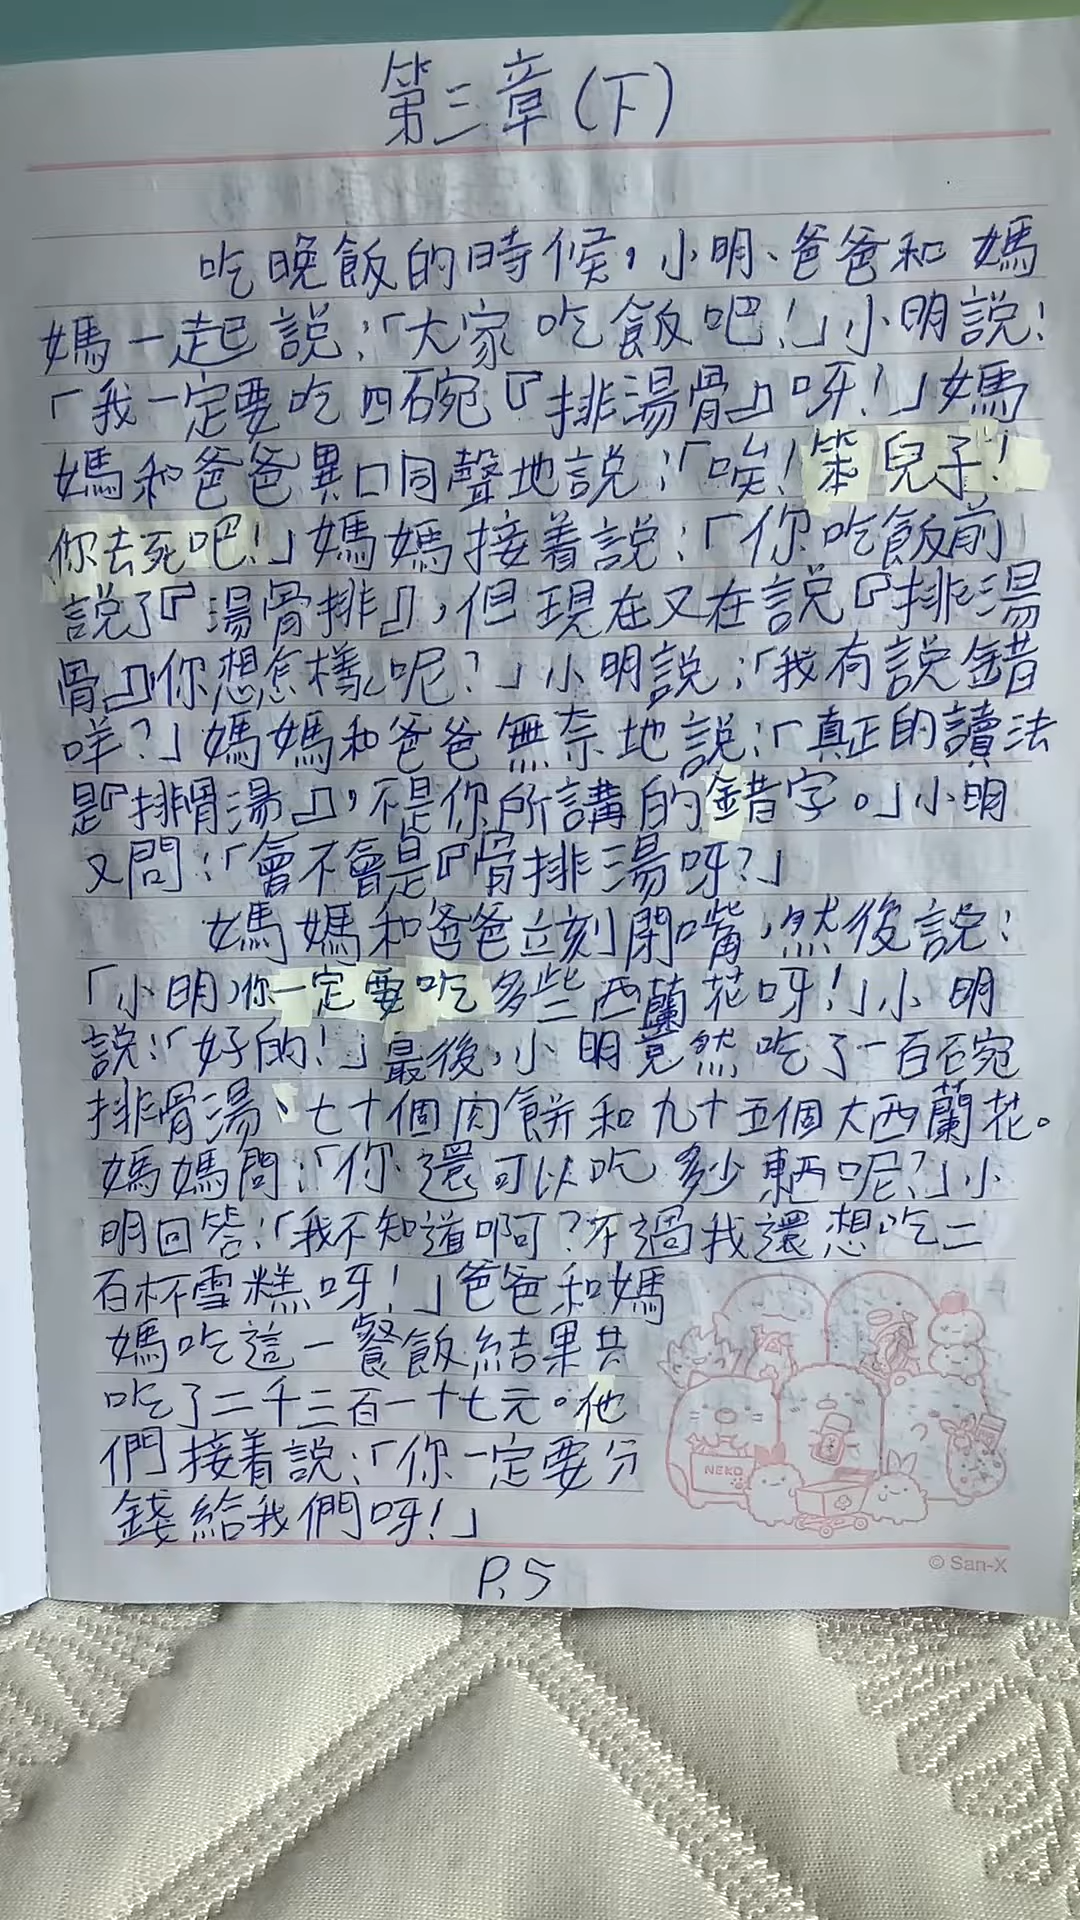 第三章(下)
吃晚飯的時候，小明、爸爸和媽
媽一起說：「大家吃飯吧！」小明說：
「我一定要吃四碗『排湯骨』呀！」媽
媽和爸爸異口同聲地說：「唉！笨兒子！
你去死吧！」媽媽接着說：「你吃飯前
說了『湯骨排』，但現在又在說『排湯
骨』你想怎樣呢？」小明說：「我有說錯
咩？」媽媽和爸爸無奈地說：「真正的讀法
是『排骨湯』，不是你所講的錯字。」小明
又問：「會不會是『骨排湯呀？」
媽媽和爸爸立刻閉嘴，然後說：
「小明，你一定要吃多些西蘭花呀！」小明
說：「好的！」最後，小明竟然吃了一百碗
排骨湯、七十個肉餅和九十五個大西蘭花。
媽媽問：「你還可以吃多少東西呢？」小
明回答：「我不知道啊？不過我還想吃二
百杯雪糕呀！」爸爸和媽
媽吃這一餐飯結果共
吃了二千三百一十七元。他
們接着說：「你一定要分
錢給我們呀！」
NEKO
© San-X
P.5